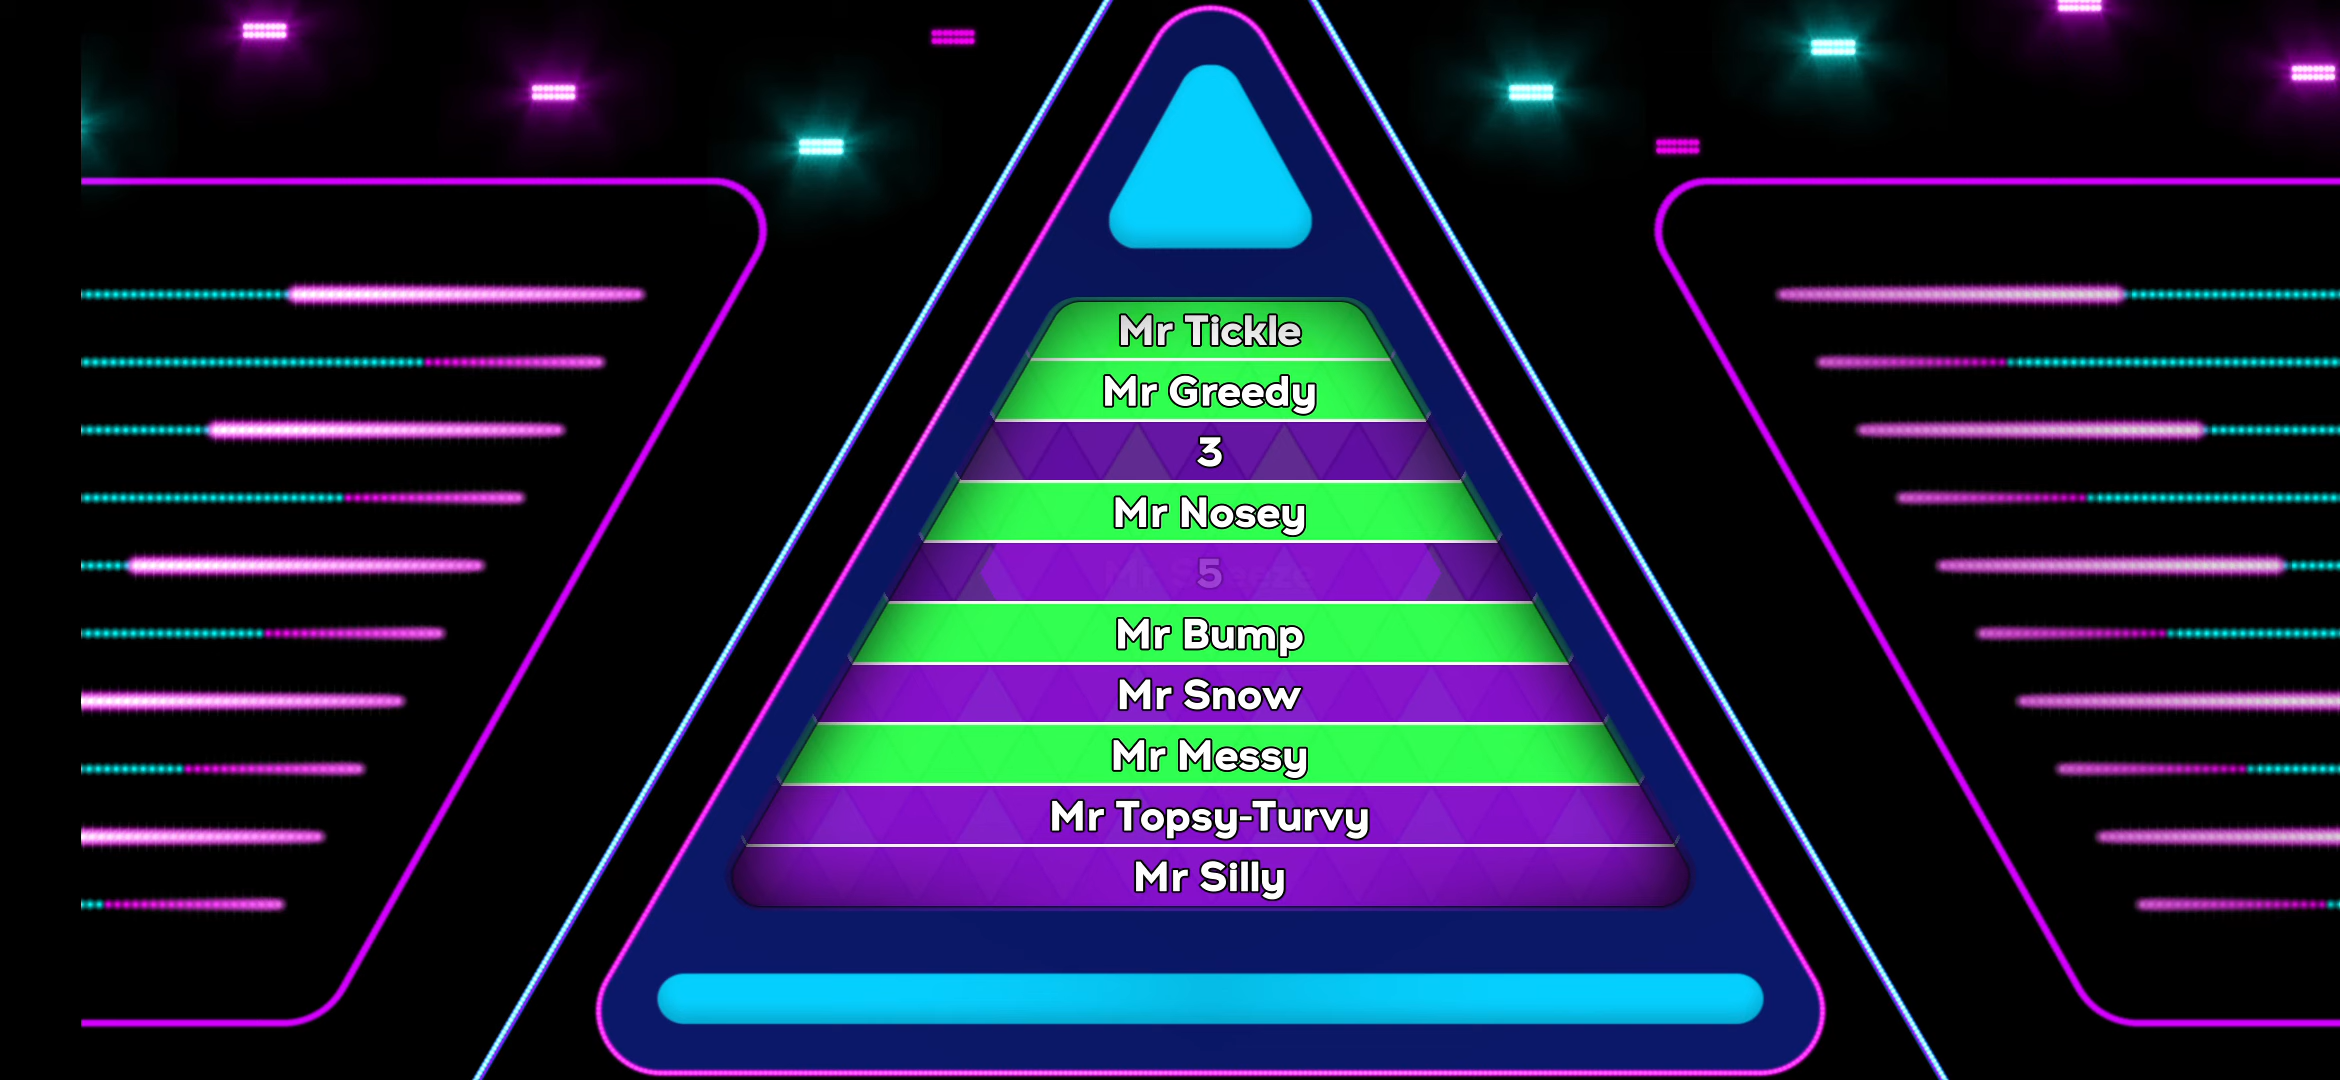 Mr Tickle
Mr Greedy
3
Mr Nosey
5
Mr Bump
Mr Snow
Mr Messy
Mr Topsy-Turvy
Mr Silly